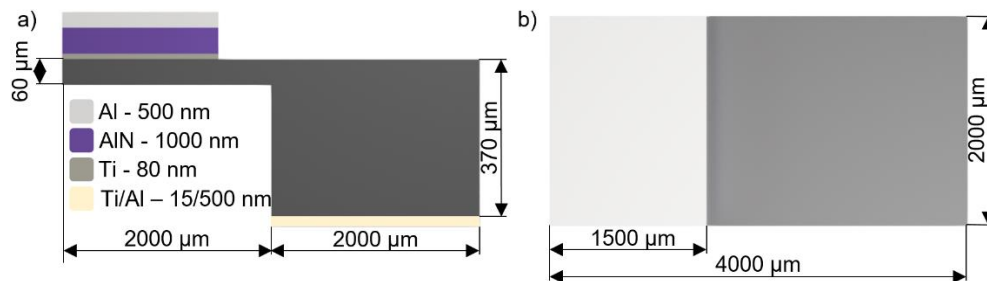 a)
60 µm
Al - 500 nm
AlN - 1000 nm
Ti - 80 nm
Ti/Al – 15/500 nm
370 µm
2000 µm
2000 µm
b)
2000 µm
1500 µm
4000 µm